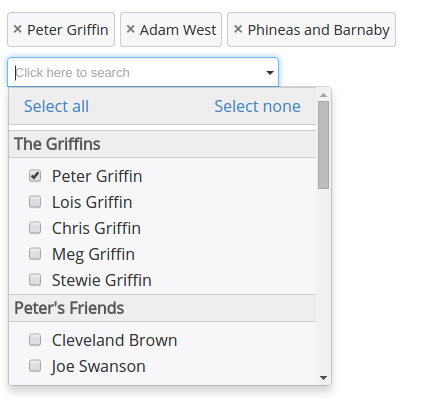 × Peter Griffin × Adam West × Phineas and Barnaby
Click here to search
Select all Select none
The Griffins
Peter Griffin
Lois Griffin
Chris Griffin
Meg Griffin
Stewie Griffin
Peter's Friends
Cleveland Brown
Joe Swanson